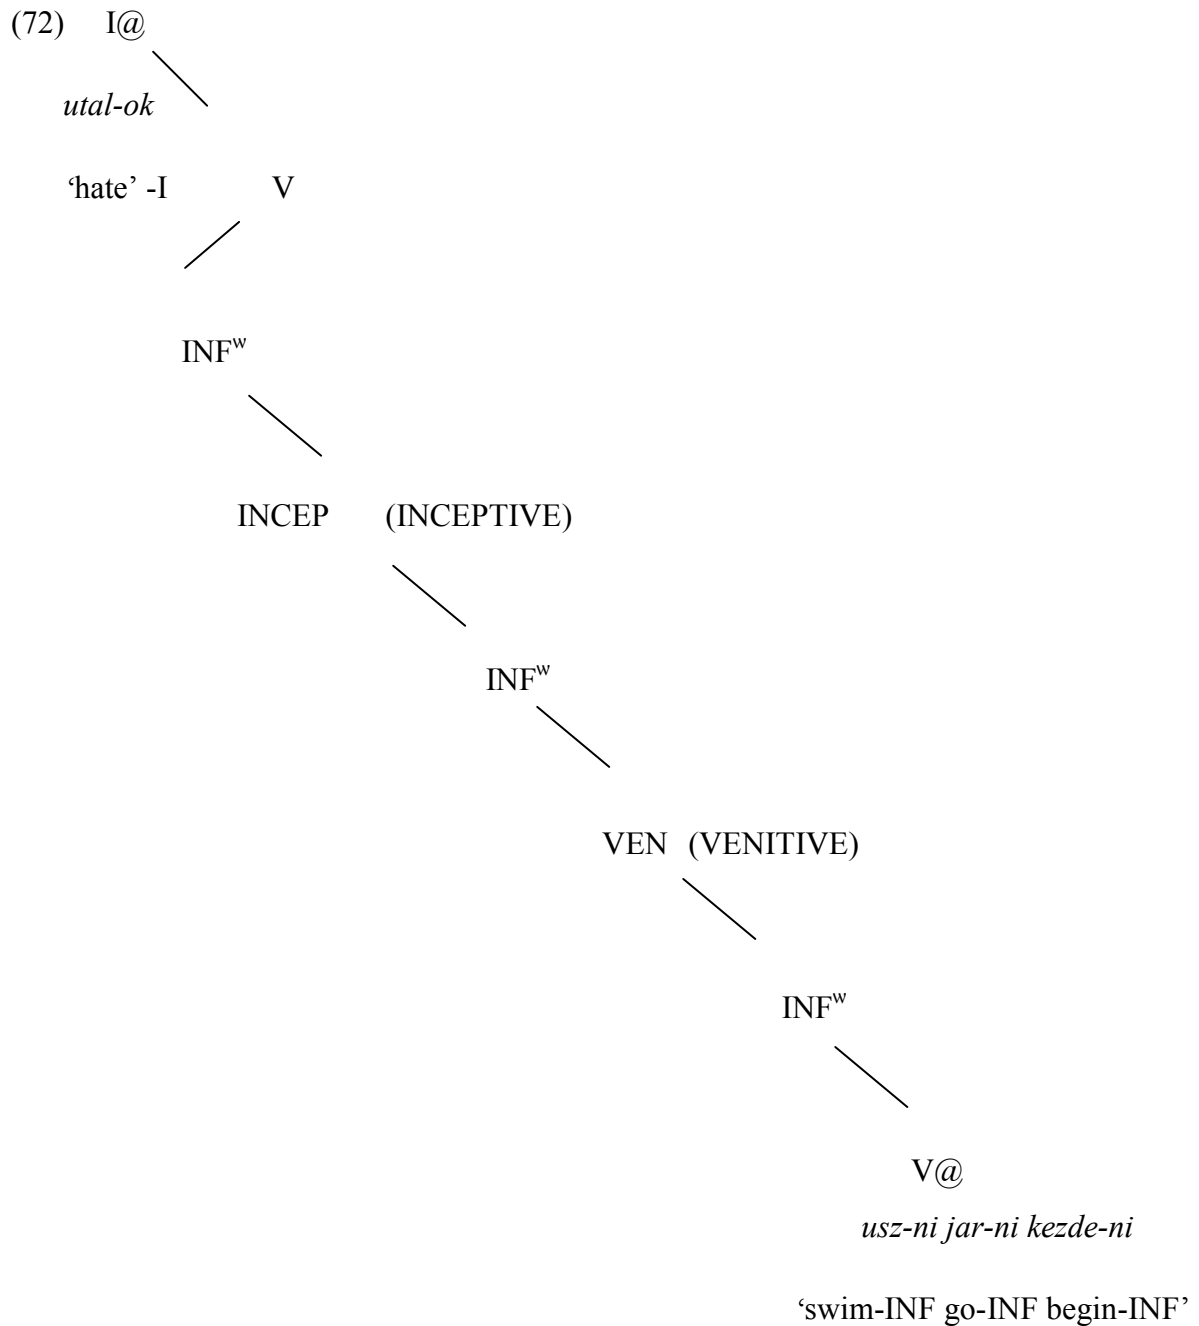 (72) I@
utal-ok
‘hate’ -I V
INFʷ
INCEP (INCEPTIVE)
INFʷ
VEN (VENITIVE)
INFʷ
V@
usz-ni jar-ni kezde-ni
‘swim-INF go-INF begin-INF’